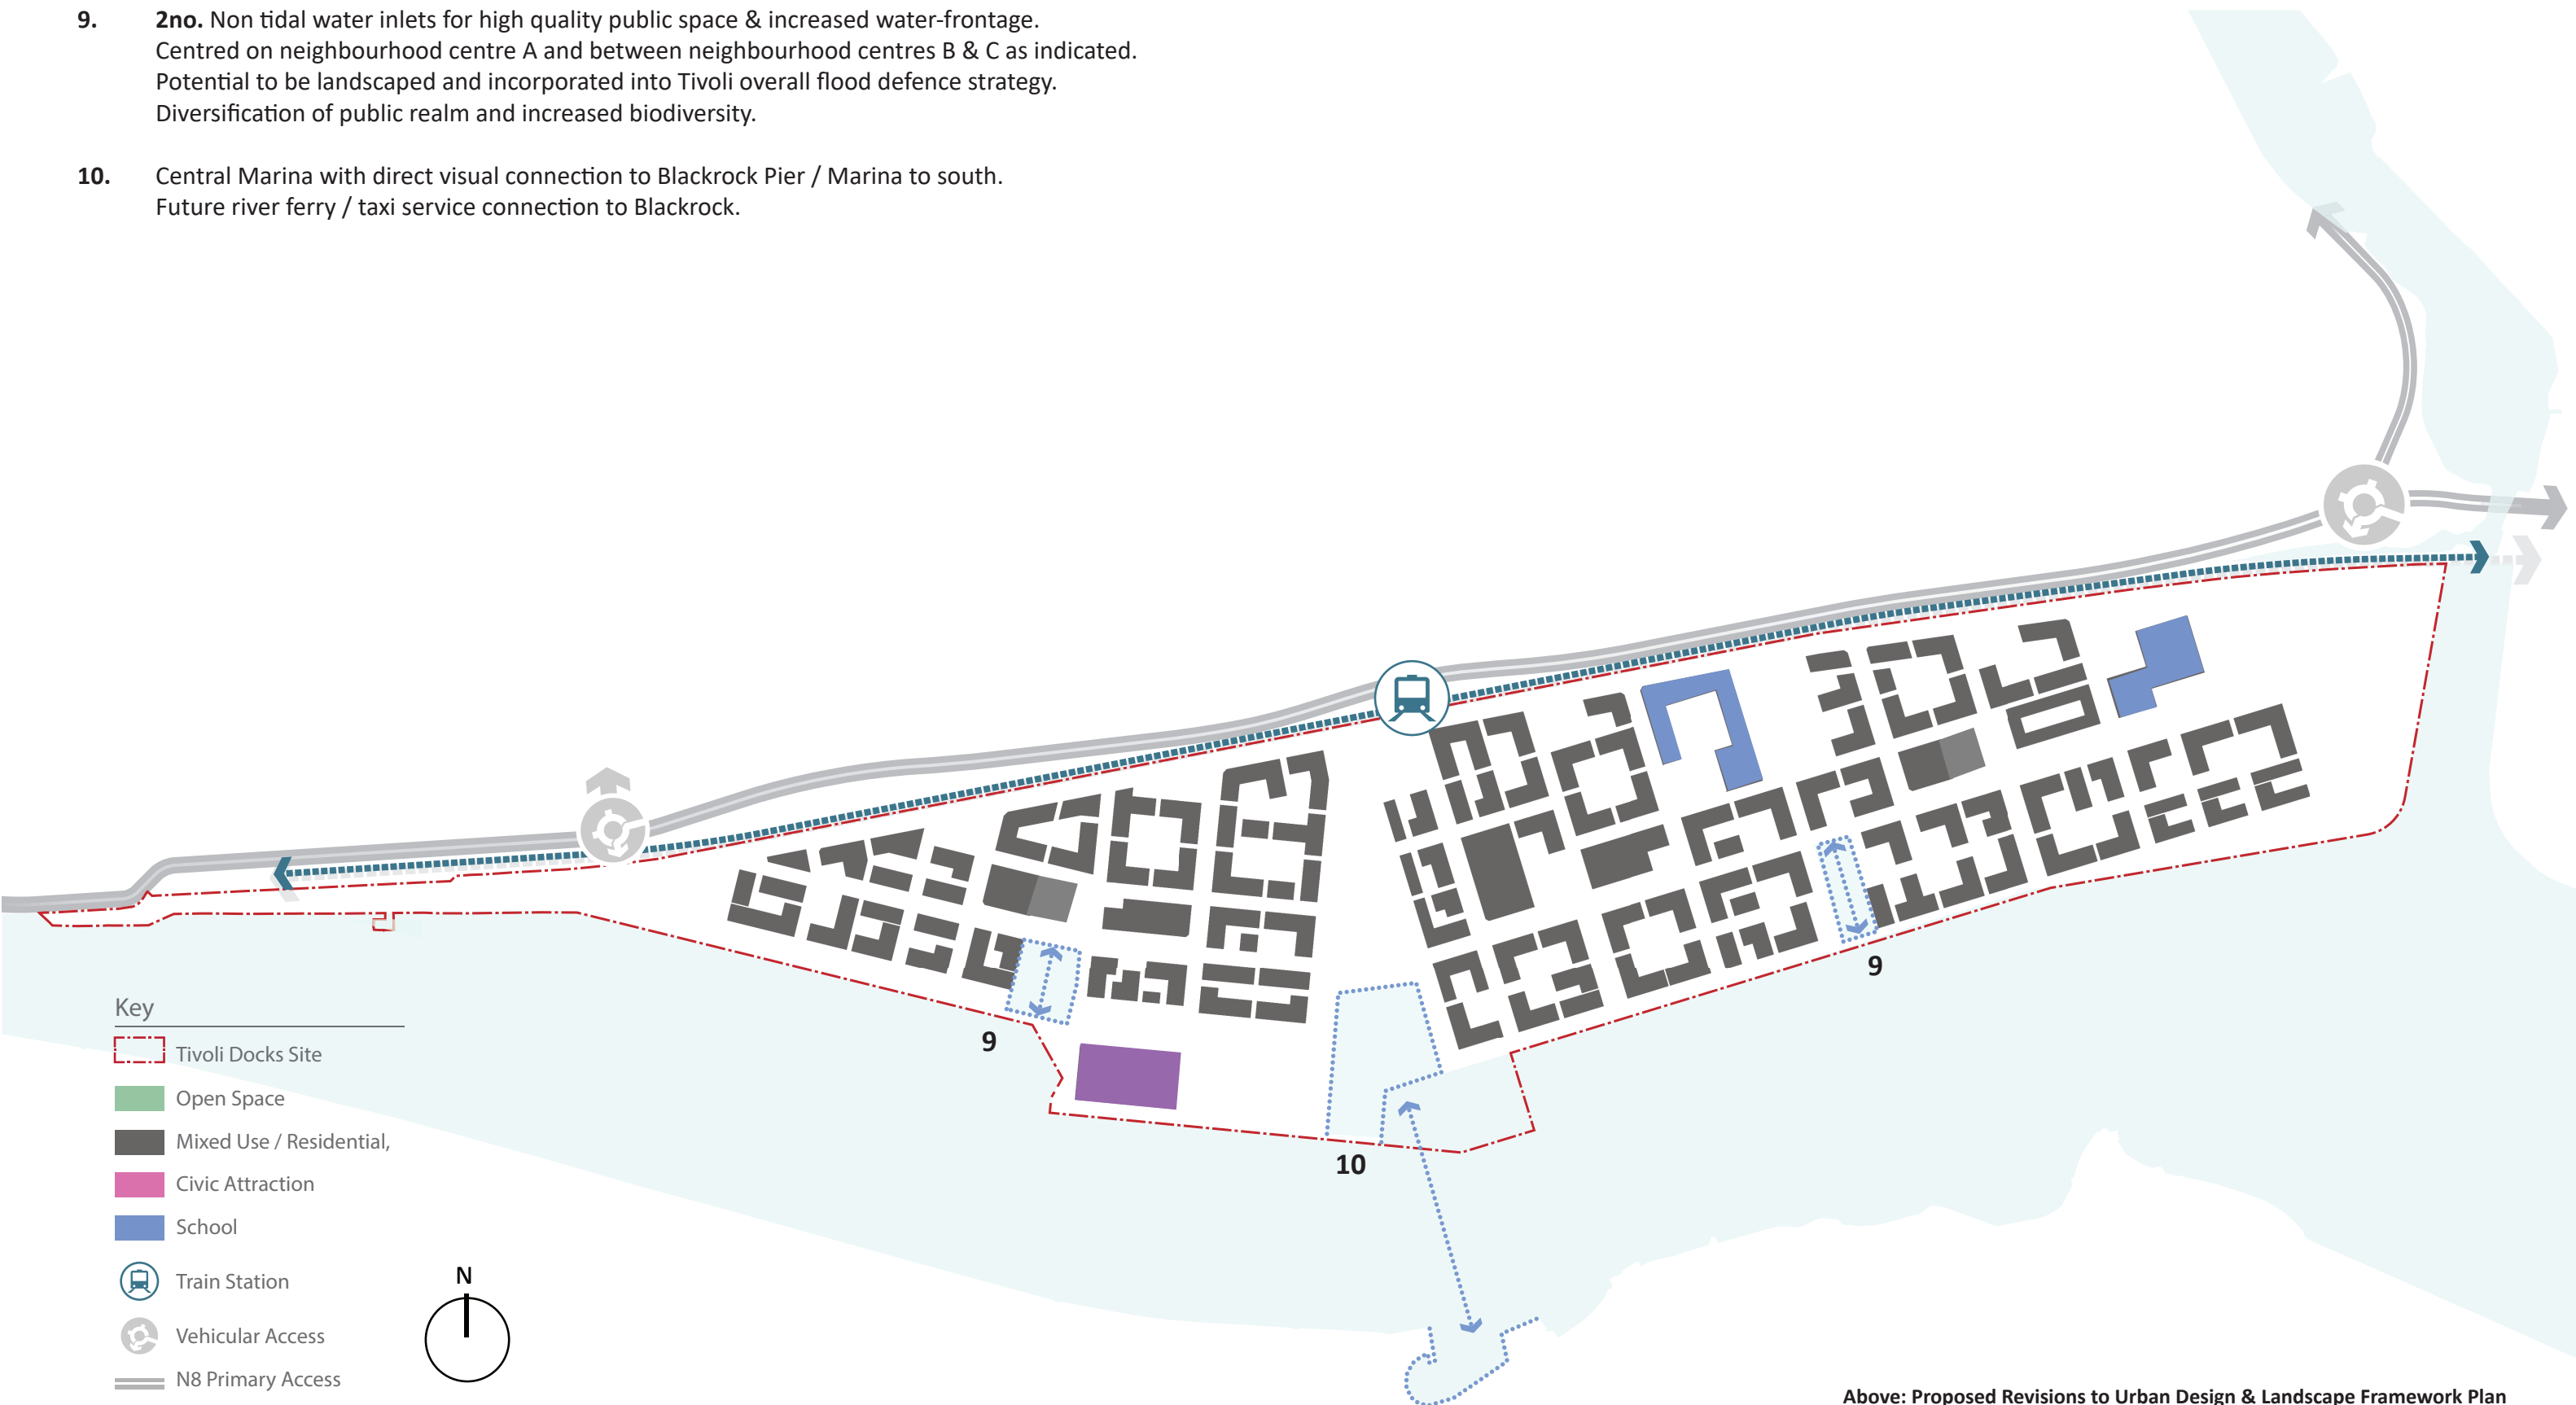 9. 2no. Non tidal water inlets for high quality public space & increased water-frontage.
Centred on neighbourhood centre A and between neighbourhood centres B & C as indicated.
Potential to be landscaped and incorporated into Tivoli overall flood defence strategy.
Diversification of public realm and increased biodiversity.
10. Central Marina with direct visual connection to Blackrock Pier / Marina to south.
Future river ferry / taxi service connection to Blackrock.
9
9
10
Key
Tivoli Docks Site
Open Space
Mixed Use / Residential,
Civic Attraction
School
Train Station
Vehicular Access
N8 Primary Access
N
Above: Proposed Revisions to Urban Design & Landscape Framework Plan